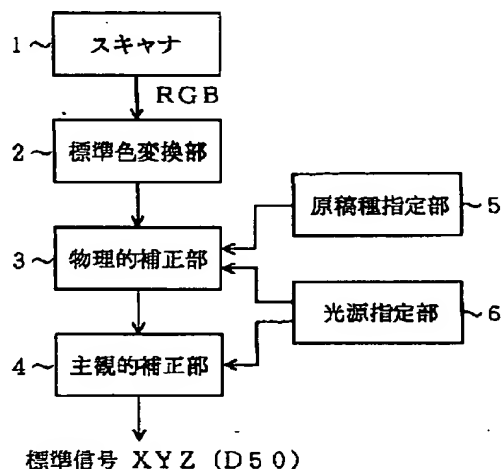 1 スキャナ
RGB
2 標準色変換部
原稿種指定部 5
3 物理的補正部
光源指定部 6
4 主観的補正部
標準信号 XYZ (D50)